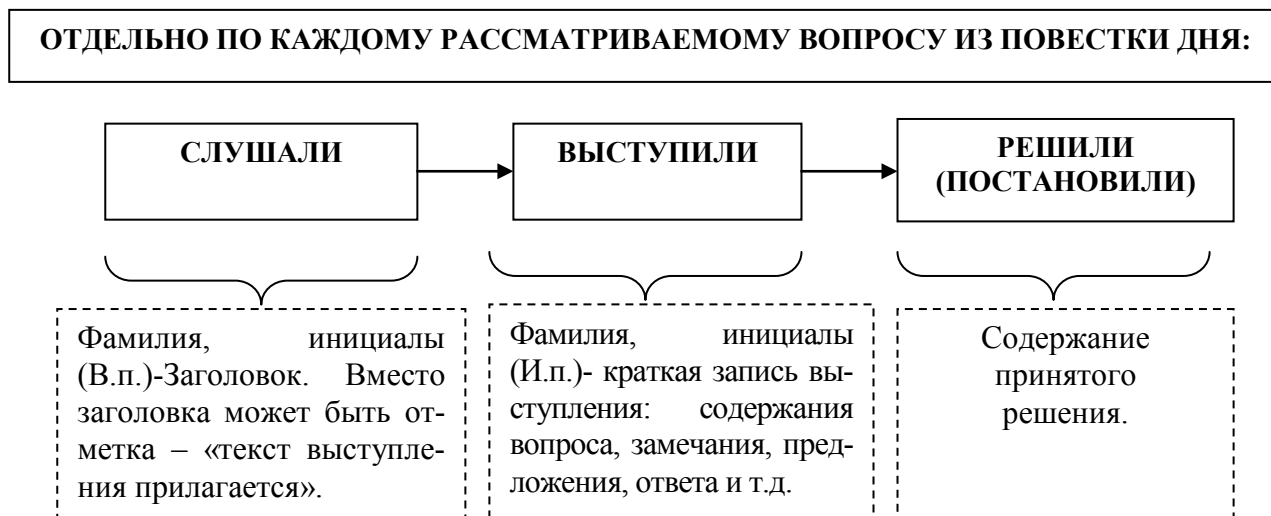 ОТДЕЛЬНО ПО КАЖДОМУ РАССМАТРИВАЕМОМУ ВОПРОСУ ИЗ ПОВЕСТКИ ДНЯ:
СЛУШАЛИ
ВЫСТУПИЛИ
РЕШИЛИ
(ПОСТАНОВИЛИ)
Фамилия, инициалы
(В.п.)-Заголовок. Вместо
заголовка может быть от-
метка – «текст выступле-
ния прилагается».
Фамилия, инициалы
(И.п.)- краткая запись вы-
ступления: содержания
вопроса, замечания, пред-
ложения, ответа и т.д.
Содержание
принятого
решения.